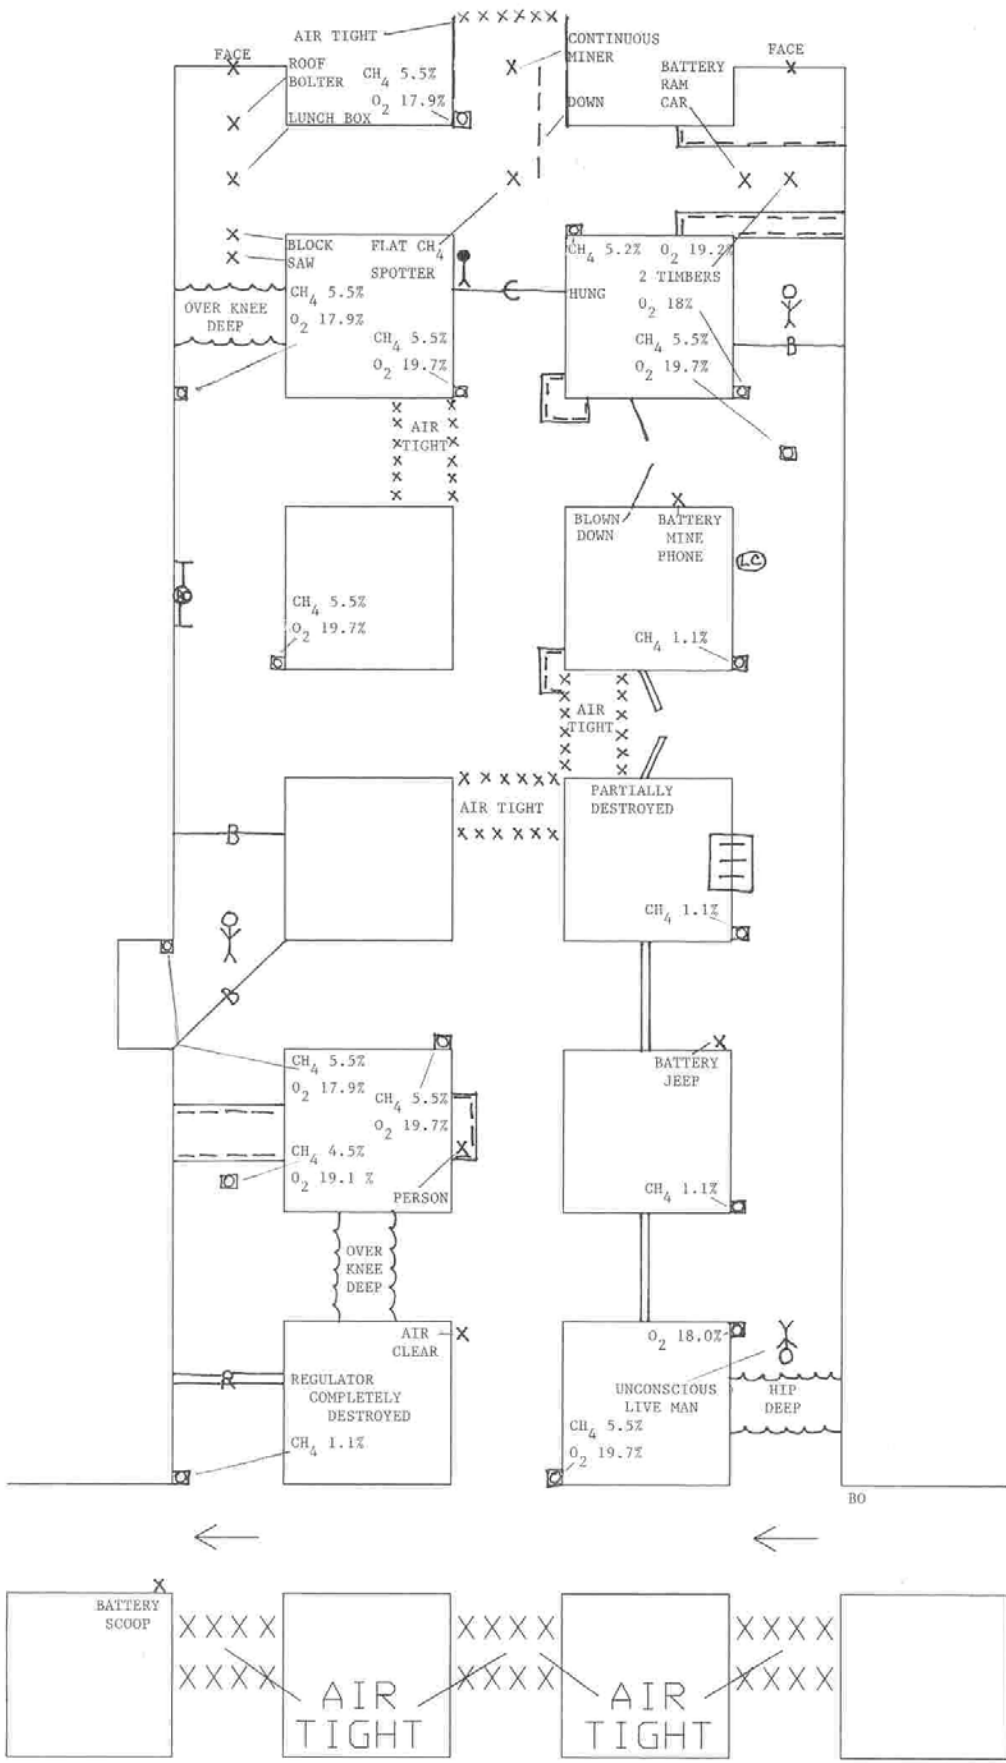 AIR TIGHT
CONTINUOUS
MINER
FACE
FACE
ROOF
BOLTER
CH4 5.5%
O2 17.9%
BATTERY
RAM
CAR
LUNCH BOX
DOWN
BLOCK
SAW
FLAT CH4
SPOTTER
CH4 5.2% O2 19.2%
2 TIMBERS
CH4 5.5%
O2 17.9%
OVER KNEE
DEEP
HUNG
O2 18%
CH4 5.5%
O2 19.7%
CH4 5.5%
O2 19.7%
B
AIR
TIGHT
BLOWN
DOWN
BATTERY
MINE
PHONE
LC
CH4 5.5%
O2 19.7%
CH4 1.1%
AIR
TIGHT
PARTIALLY
DESTROYED
AIR TIGHT
B
CH4 1.1%
B
CH4 5.5%
O2 17.9%
CH4 5.5%
O2 19.7%
BATTERY
JEEP
CH4 4.5%
O2 19.1 %
PERSON
CH4 1.1%
OVER
KNEE
DEEP
AIR
CLEAR
O2 18.0%
R
REGULATOR
COMPLETELY
DESTROYED
UNCONSCIOUS
LIVE MAN
HIP
DEEP
CH4 1.1%
CH4 5.5%
O2 19.7%
BO
BATTERY
SCOOP
AIR
TIGHT
AIR
TIGHT